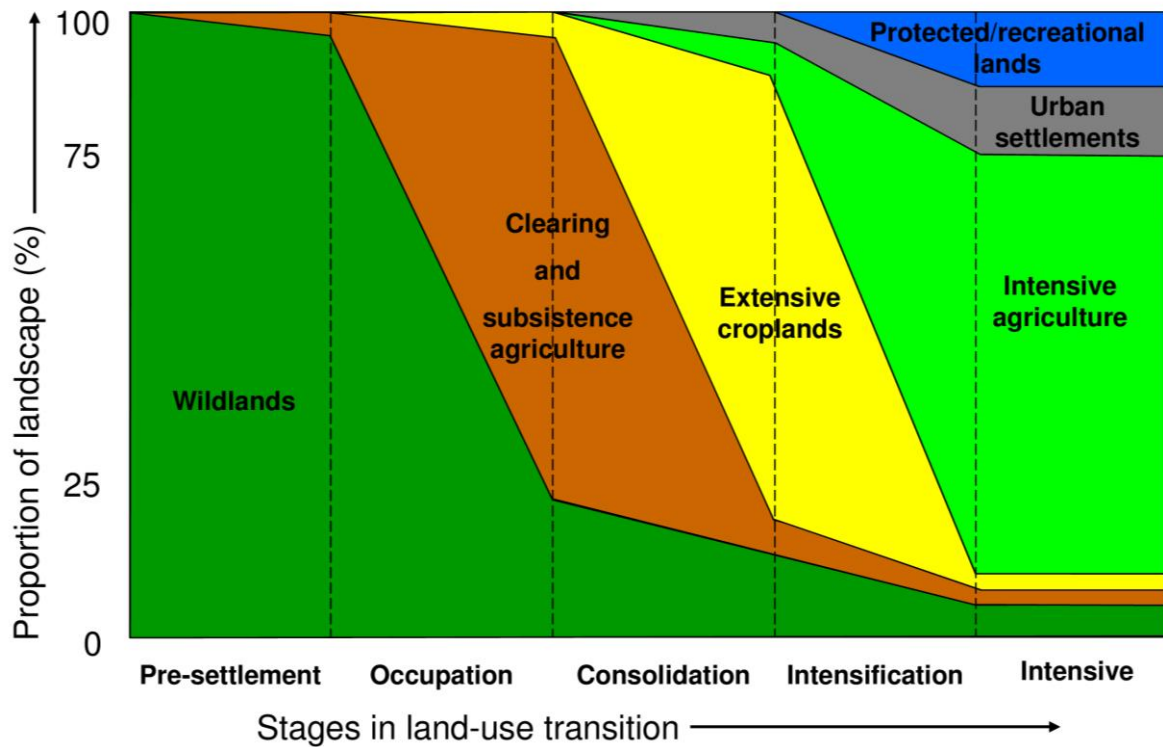 Proportion of landscape (%)
100
75
25
0
Wildlands
Clearing
and
subsistence
agriculture
Extensive
croplands
Protected/recreational
lands
Urban
settlements
Intensive
agriculture
Pre-settlement
Occupation
Consolidation
Intensification
Intensive
Stages in land-use transition